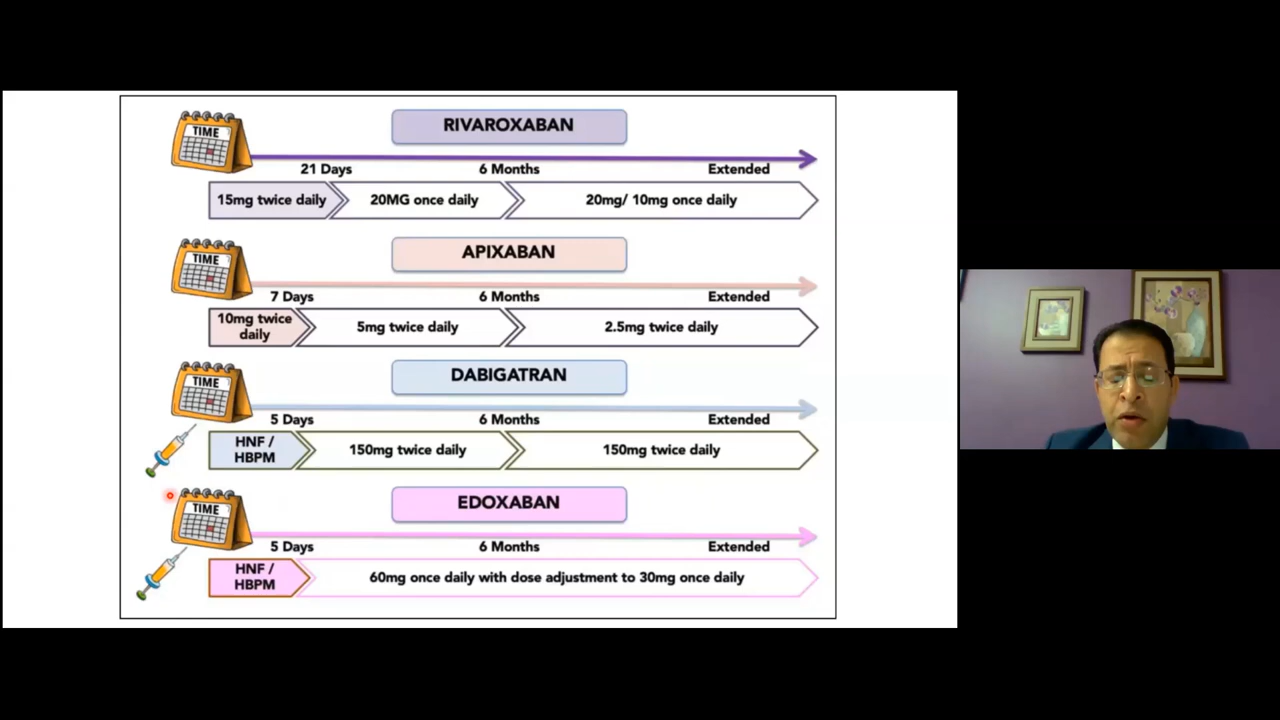 TIME
RIVAROXABAN
21 Days 6 Months Extended
15mg twice daily 20MG once daily 20mg/ 10mg once daily
TIME
APIXABAN
7 Days 6 Months Extended
10mg twice
daily
5mg twice daily 2.5mg twice daily
TIME
DABIGATRAN
5 Days 6 Months Extended
HNF /
HBPM
150mg twice daily 150mg twice daily
TIME
EDOXABAN
5 Days 6 Months Extended
HNF /
HBPM
60mg once daily with dose adjustment to 30mg once daily